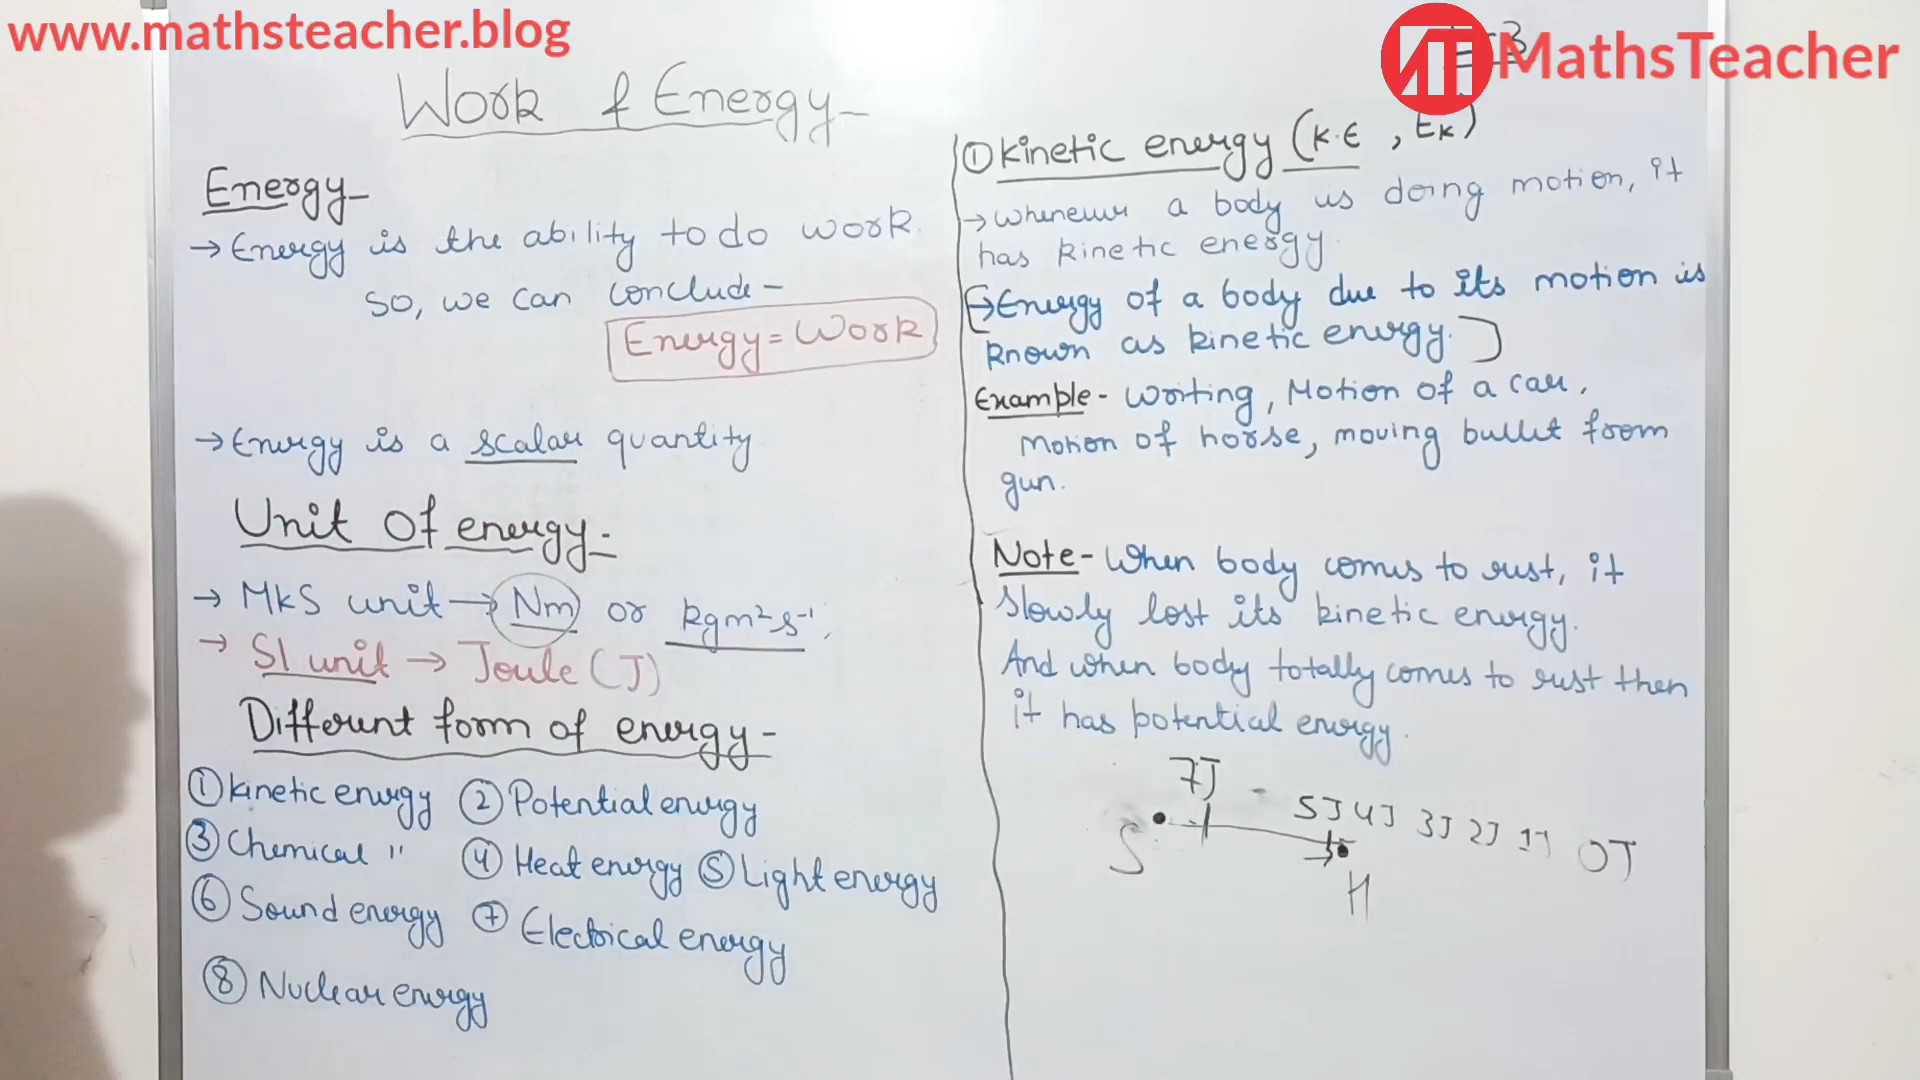 www.mathsteacher.blog
MathsTeacher
Work & Energy-
Energy-
→ Energy is the ability to do work.
So, we can conclude-
Energy = Work
→ Energy is a scalar quantity
Unit Of energy-
→ MKS unit → Nm or kgm²s⁻¹,
→ SI unit → Joule (J)
Different form of energy-
① Kinetic energy ② Potential energy
③ Chemical " ④ Heat energy ⑤ Light energy
⑥ Sound energy ⑦ Electrical energy
⑧ Nuclear energy
① Kinetic energy (K.E , EK)
→ Whenever a body is doing motion, it
has kinetic energy.
[→ Energy of a body due to its motion is
known as kinetic energy.]
Example - Writing, Motion of a car,
Motion of horse, moving bullet from
gun.
Note- When body comes to rest, it
slowly lost its kinetic energy.
And when body totally comes to rest then
it has potential energy.
7J - 5J 4J 3J 2J 1J 0J
S
H